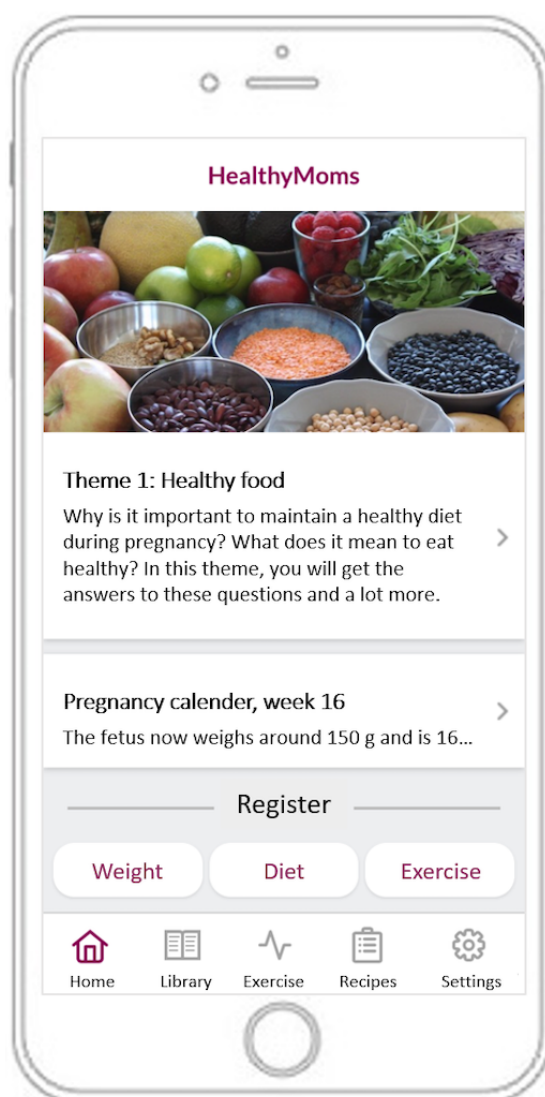 HealthyMoms
Theme 1: Healthy food
Why is it important to maintain a healthy diet
during pregnancy? What does it mean to eat
healthy? In this theme, you will get the
answers to these questions and a lot more.
Pregnancy calender, week 16
The fetus now weighs around 150 g and is 16...
Register
Weight Diet Exercise
Home Library Exercise Recipes Settings